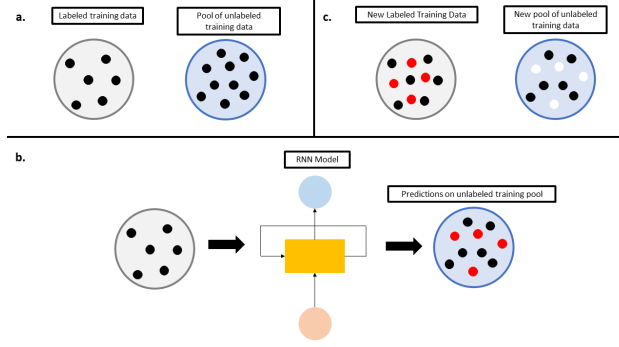 a.
Labeled training data
Pool of unlabeled
training data
c.
New Labeled Training Data
New pool of unlabeled
training data
b.
RNN Model
Predictions on unlabeled training pool